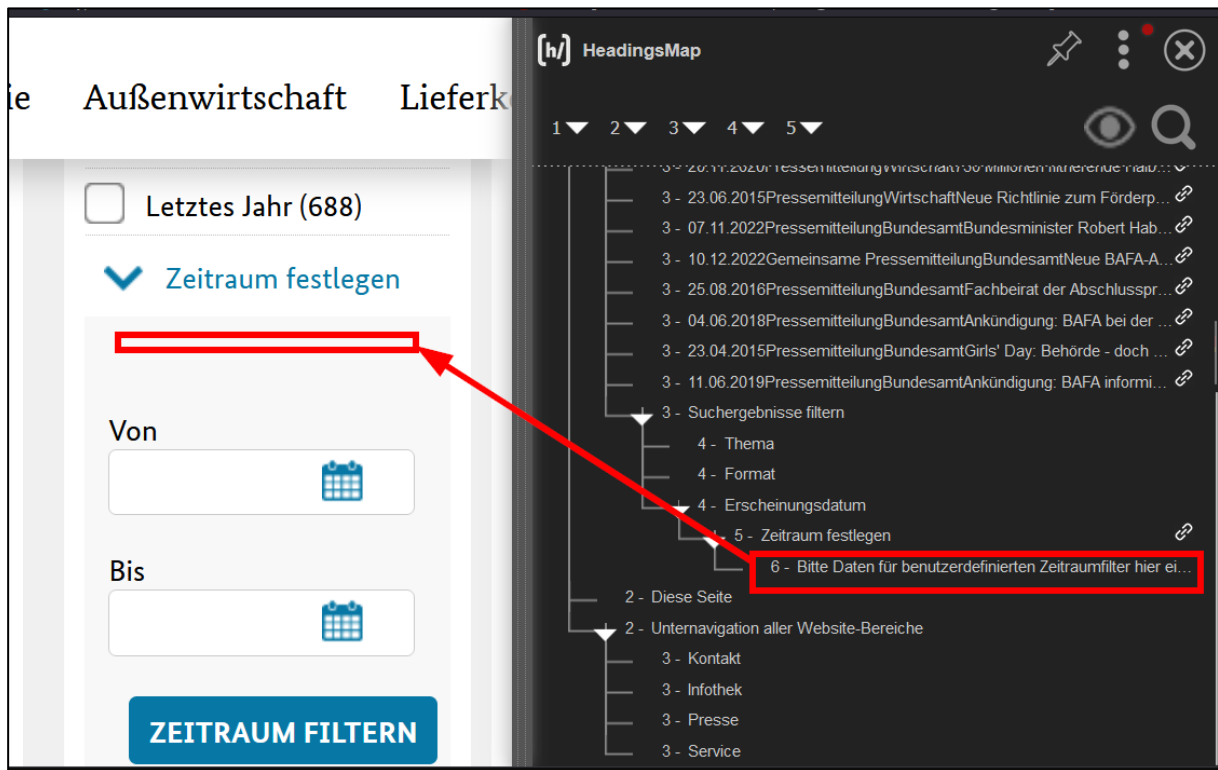 ie Außenwirtschaft Lieferk
Letztes Jahr (688)
Zeitraum festlegen
Von
Bis
ZEITRAUM FILTERN
[h/] HeadingsMap
1 2 3 4 5
3 - 23.06.2015PressemitteilungWirtschaftNeue Richtlinie zum Förderp...
3 - 07.11.2022PressemitteilungBundesamtBundesminister Robert Hab...
3 - 10.12.2022Gemeinsame PressemitteilungBundesamtNeue BAFA-A...
3 - 25.08.2016PressemitteilungBundesamtFachbeirat der Abschlusspr...
3 - 04.06.2018PressemitteilungBundesamtAnkündigung: BAFA bei der ...
3 - 23.04.2015PressemitteilungBundesamtGirls' Day: Behörde - doch ...
3 - 11.06.2019PressemitteilungBundesamtAnkündigung: BAFA informi...
3 - Suchergebnisse filtern
4 - Thema
4 - Format
4 - Erscheinungsdatum
5 - Zeitraum festlegen
6 - Bitte Daten für benutzerdefinierten Zeitraumfilter hier ei...
2 - Diese Seite
2 - Unternavigation aller Website-Bereiche
3 - Kontakt
3 - Infothek
3 - Presse
3 - Service